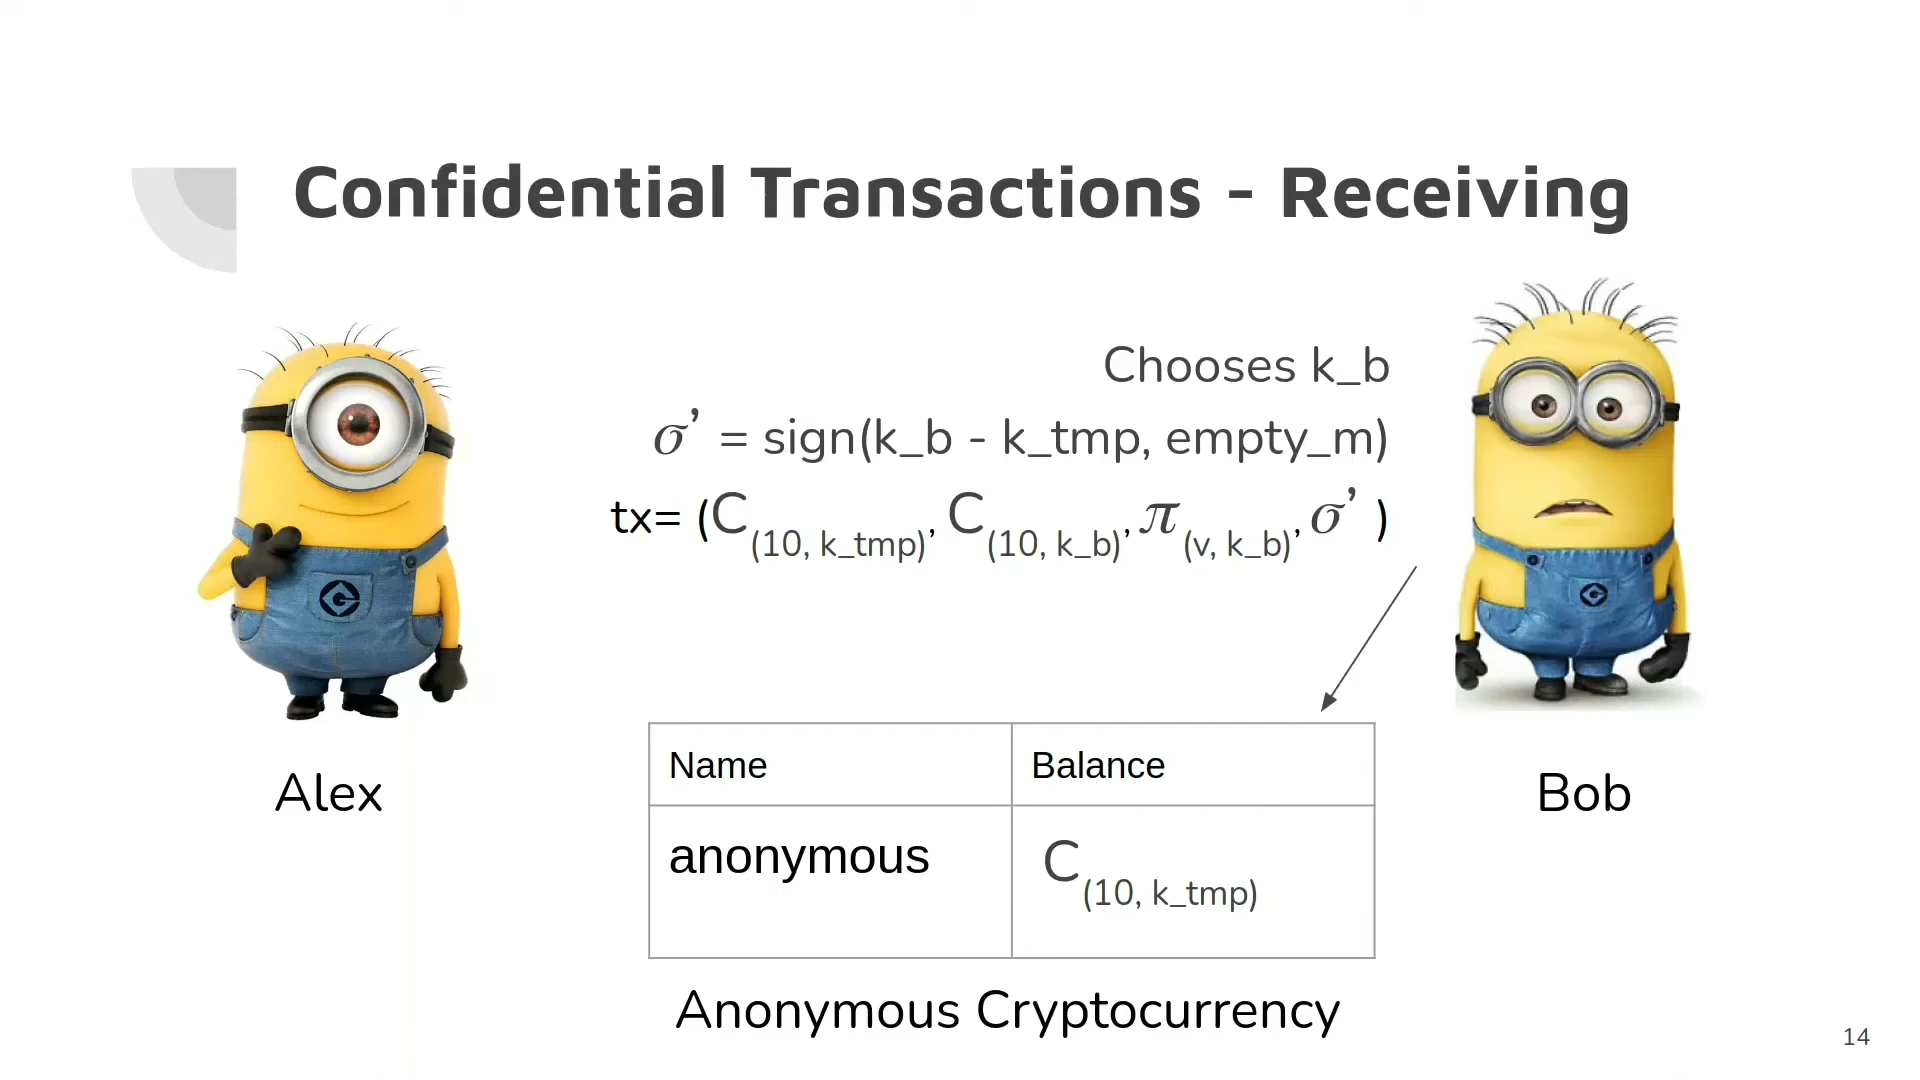 Confidential Transactions - Receiving
Chooses k_b
σ’ = sign(k_b - k_tmp, empty_m)
tx= (C(10, k_tmp), C(10, k_b), π(v, k_b), σ’ )
Name Balance
anonymous C(10, k_tmp)
Alex
Bob
Anonymous Cryptocurrency
14